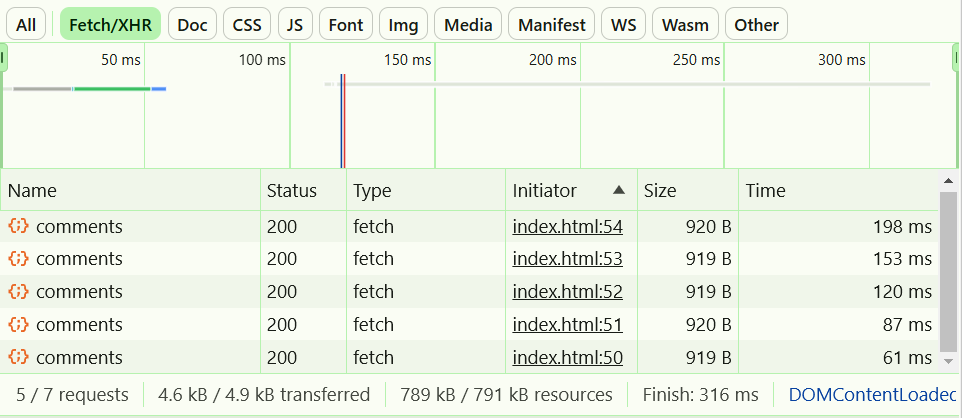 All Fetch/XHR Doc CSS JS Font Img Media Manifest WS Wasm Other
50 ms 100 ms 150 ms 200 ms 250 ms 300 ms
Name Status Type Initiator Size Time
comments 200 fetch index.html:54 920 B 198 ms
comments 200 fetch index.html:53 919 B 153 ms
comments 200 fetch index.html:52 919 B 120 ms
comments 200 fetch index.html:51 920 B 87 ms
comments 200 fetch index.html:50 919 B 61 ms
5 / 7 requests 4.6 kB / 4.9 kB transferred 789 kB / 791 kB resources Finish: 316 ms DOMContentLoaded